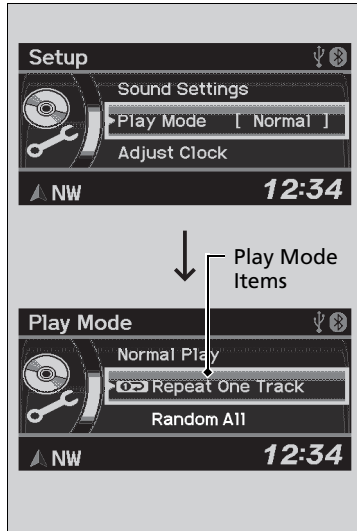 Setup
Sound Settings
Play Mode [ Normal ]
Adjust Clock
NW
12:34
Play Mode
Items
Play Mode
Normal Play
Repeat One Track
Random All
NW
12:34